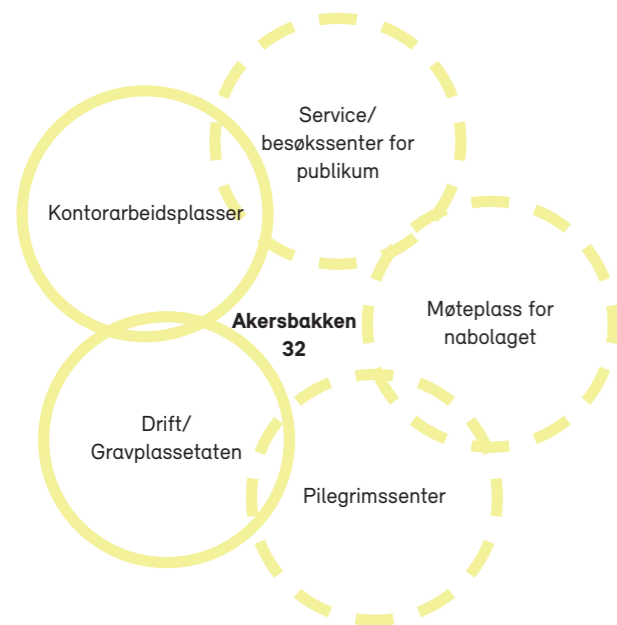 Service/
besøkssenter for
publikum
Kontorarbeidsplasser
Møteplass for
nabolaget
Akersbakken
32
Drift/
Gravplassetaten
Pilegrimssenter